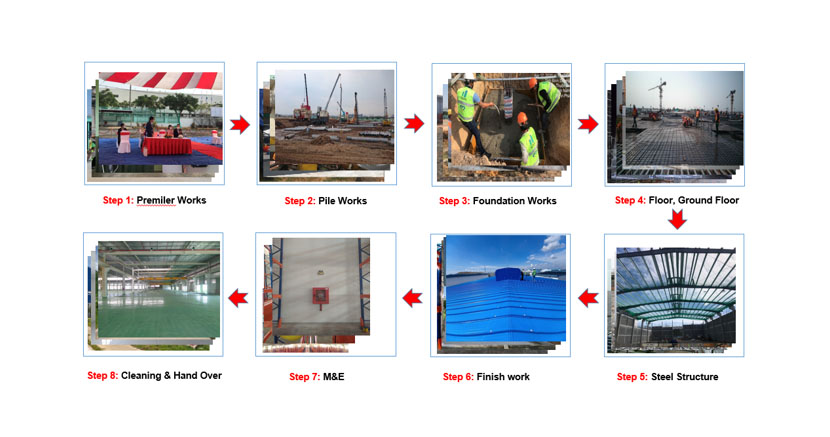 Step 1: Premiler Works
Step 2: Pile Works
Step 3: Foundation Works
Step 4: Floor, Ground Floor
Step 8: Cleaning & Hand Over
Step 7: M&E
Step 6: Finish work
Step 5: Steel Structure